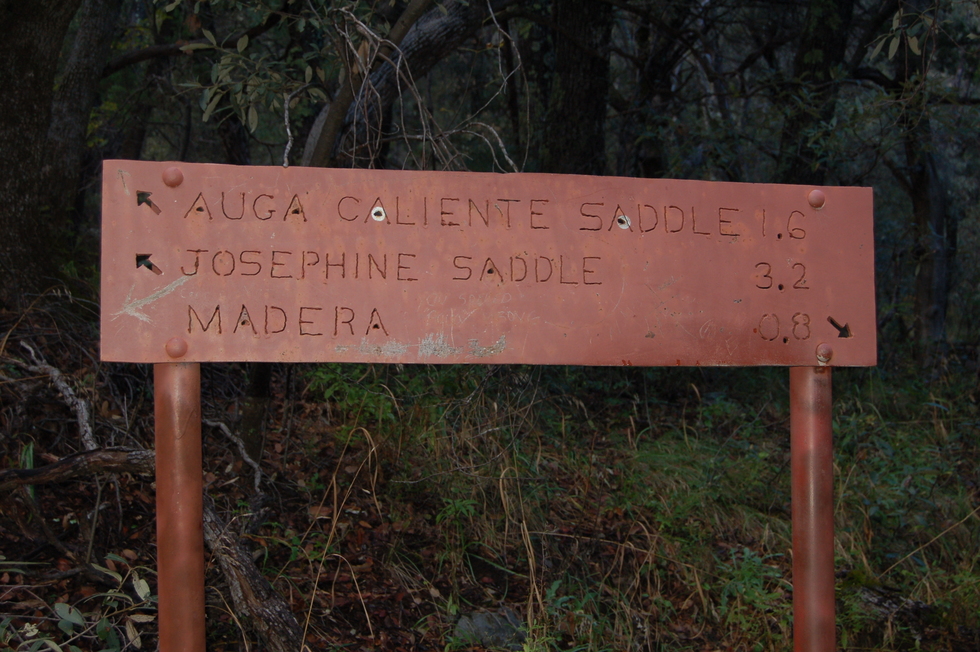 AUGA CALIENTE SADDLE 1.6
JOSEPHINE SADDLE 3.2
MADERA 0.8